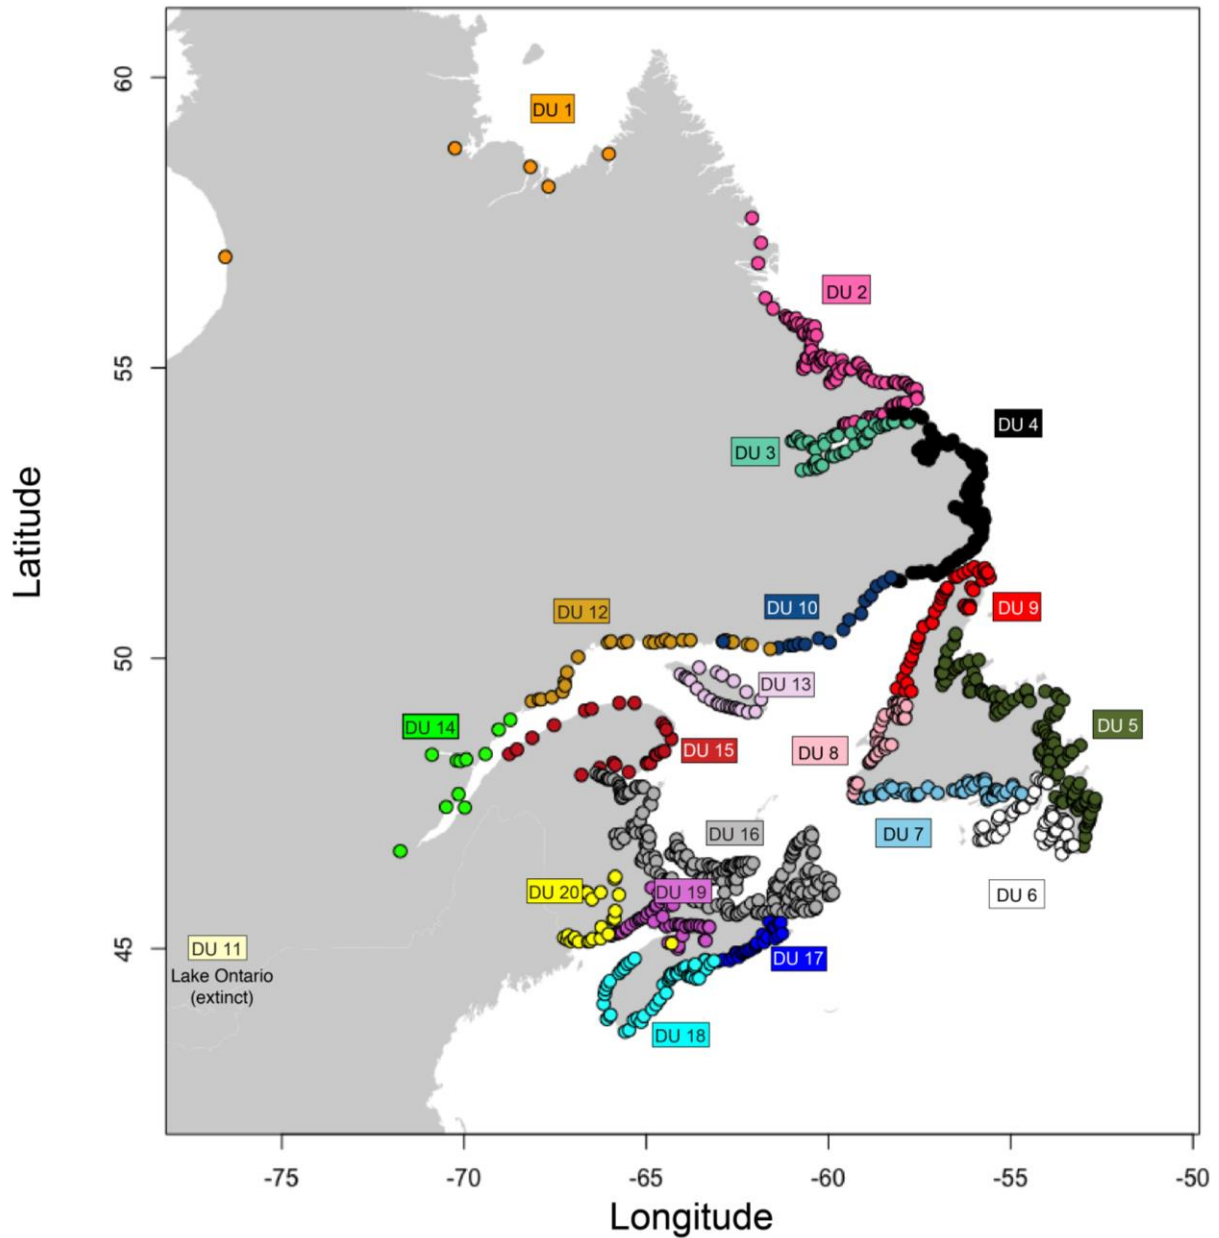 60
DU 1
DU 2
55
DU 4
DU 3
DU 9
DU 10
DU 12
50
DU 13
DU 5
DU 14
DU 15
DU 8
DU 7
DU 16
DU 20
DU 19
DU 6
DU 11
45
DU 17
Lake Ontario
(extinct)
DU 18
Latitude
-75
-70
-65
-60
-55
-50
Longitude